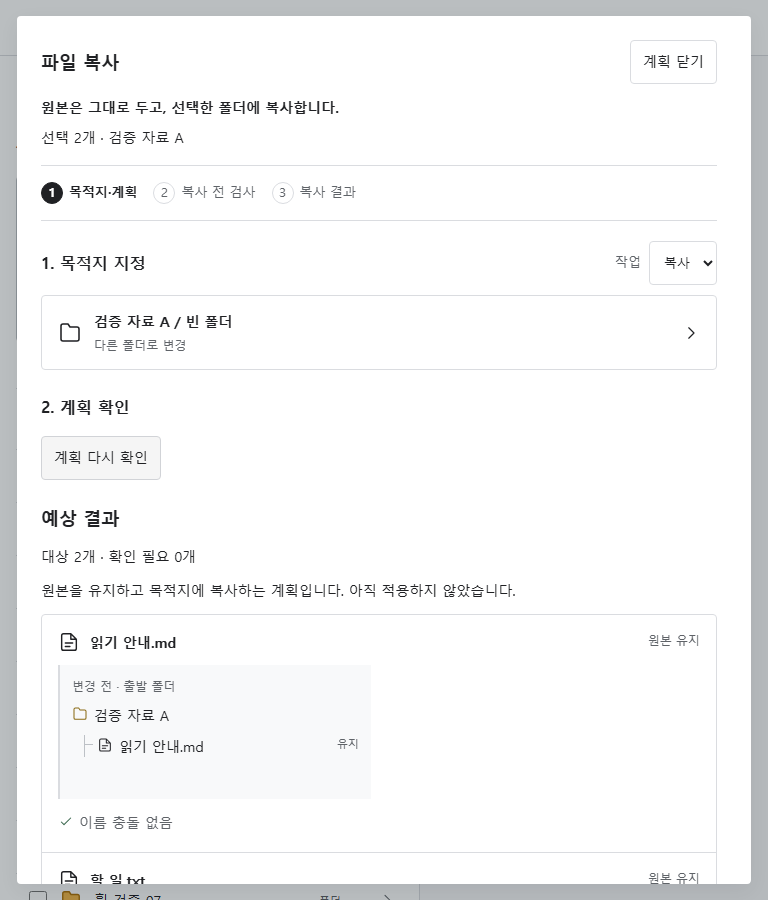 파일 복사
계획 닫기
원본은 그대로 두고, 선택한 폴더에 복사합니다.
선택 2개 · 검증 자료 A
1 목적지·계획 2 복사 전 검사 3 복사 결과
1. 목적지 지정
작업 복사
검증 자료 A / 빈 폴더
다른 폴더로 변경
2. 계획 확인
계획 다시 확인
예상 결과
대상 2개 · 확인 필요 0개
원본을 유지하고 목적지에 복사하는 계획입니다. 아직 적용하지 않았습니다.
읽기 안내.md 원본 유지
변경 전 · 출발 폴더
검증 자료 A
읽기 안내.md 유지
이름 충돌 없음
할 일.txt 원본 유지